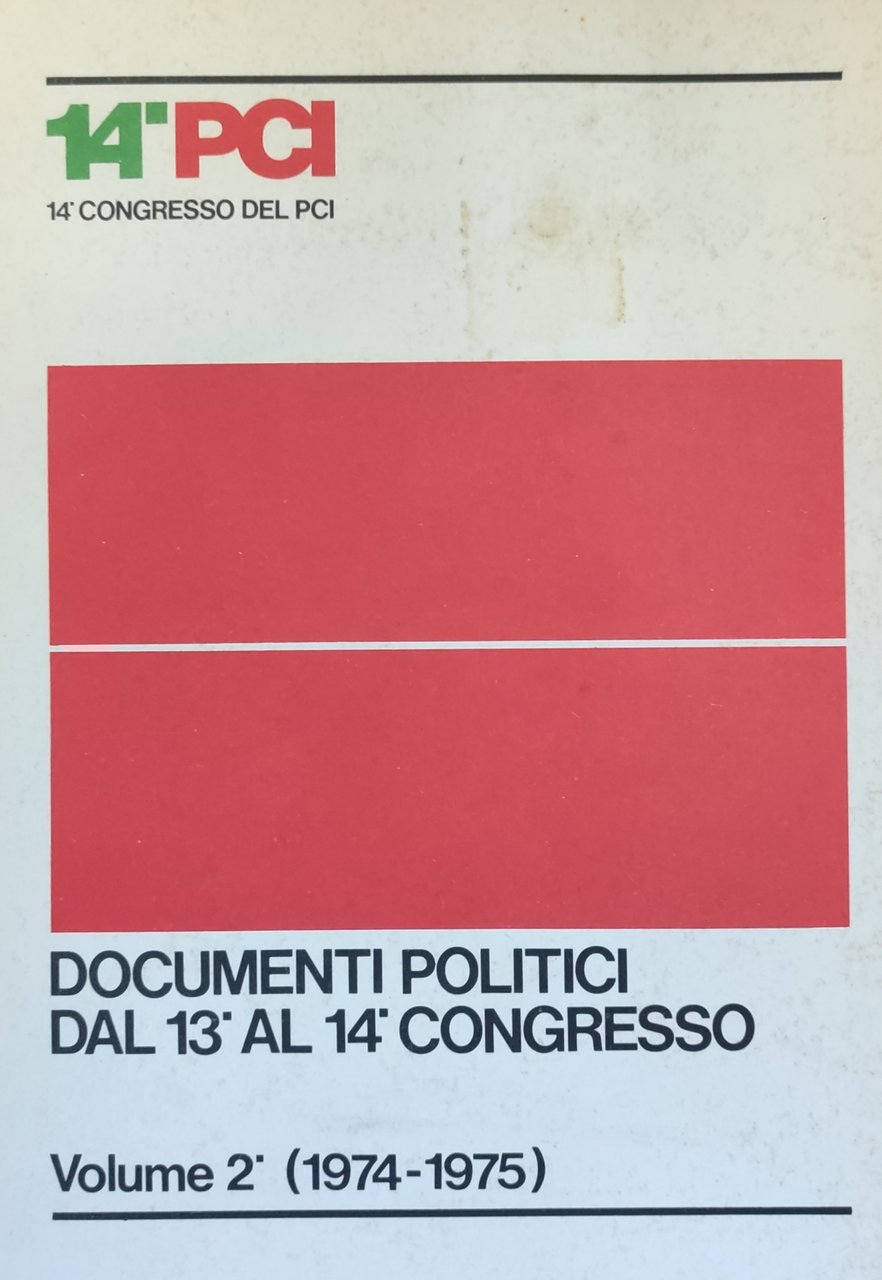 14° PCI
14° CONGRESSO DEL PCI
DOCUMENTI POLITICI
DAL 13° AL 14° CONGRESSO
Volume 2° (1974-1975)